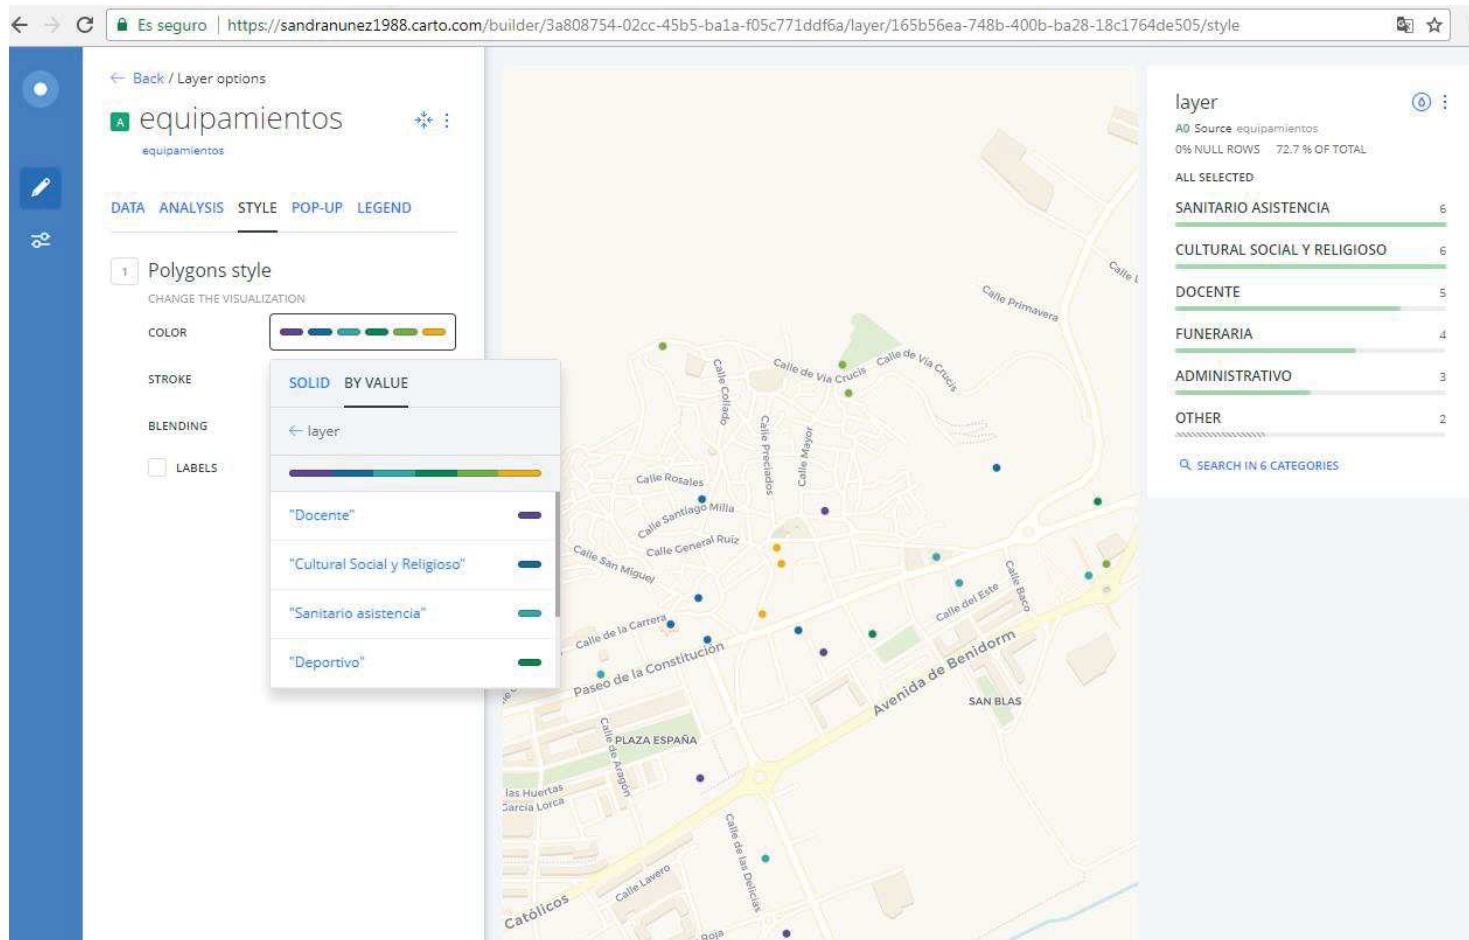 Es seguro | https://sandranunez1988.carto.com/builder/3a808754-02cc-45b5-ba1a-f05c771ddf6a/layer/165b56ea-748b-400b-ba28-18c1764de505/style
← Back / Layer options
A equipamientos
equipamientos
DATA ANALYSIS STYLE POP-UP LEGEND
1 Polygons style
CHANGE THE VISUALIZATION
COLOR
STROKE
BLENDING
LABELS
SOLID BY VALUE
← layer
"Docente"
"Cultural Social y Religioso"
"Sanitario asistencia"
"Deportivo"
Calle L
Calle Primavera
Calle de Via Crucis
Calle de Via Crucis
Calle Collado
Calle Preciados
Calle Mayor
Calle Rosales
Calle Santiago Milla
Calle General Ruiz
Calle San Miguel
Calle Baco
Calle del Este
Calle de la Carrera
Paseo de la Constitución
Avenida de Benidorm
SAN BLAS
PLAZA ESPAÑA
Calle de Aragón
las Huertas
García Lorca
Calle de las Delicias
Calle Lavero
Católicos
Roja
layer
A0 Source equipamientos
0% NULL ROWS 72.7 % OF TOTAL
ALL SELECTED
SANITARIO ASISTENCIA 6
CULTURAL SOCIAL Y RELIGIOSO 6
DOCENTE 5
FUNERARIA 4
ADMINISTRATIVO 3
OTHER 2
SEARCH IN 6 CATEGORIES